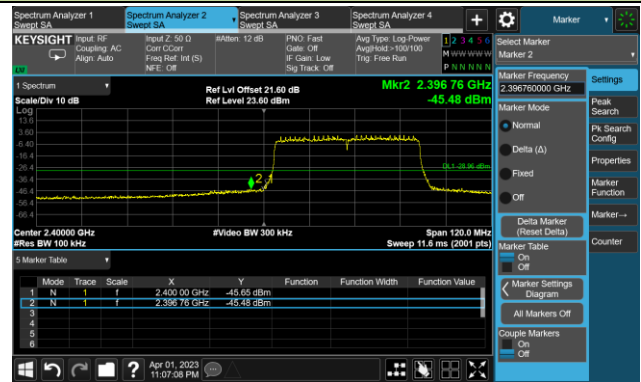 Spectrum Analyzer 1
Swept SA
Spectrum Analyzer 2
Swept SA
Spectrum Analyzer 3
Swept SA
Spectrum Analyzer 4
Swept SA
+
Marker
KEYSIGHT
Input: RF
Coupling: AC
Align: Auto
Input Z: 50 Ω
Corr CCorr
Freq Ref: Int (S)
NFE: Off
#Atten: 12 dB
PNO: Fast
Gate: Off
IF Gain: Low
Sig Track: Off
Avg Type: Log-Power
Avg|Hold:>100/100
Trig: Free Run
1 2 3 4 5 6
M W W W W W
P N N N N N
LW
1 Spectrum
Scale/Div 10 dB
Ref Lvl Offset 21.60 dB
Ref Level 23.60 dBm
Mkr2 2.396 76 GHz
-45.48 dBm
Log
13.6
3.60
-6.40
-16.4
-26.4
-36.4
-46.4
-56.4
-66.4
2
DL1 -28.96 dBm
Center 2.40000 GHz
#Video BW 300 kHz
Span 120.0 MHz
#Res BW 100 kHz
Sweep 11.6 ms (2001 pts)
5 Marker Table
Mode Trace Scale X Y Function Function Width Function Value
1 N 1 f 2.400 00 GHz -45.65 dBm
2 N 1 f 2.396 76 GHz -45.48 dBm
3
4
5
6
Select Marker
Marker 2
Marker Frequency
2.396760000 GHz
Marker Mode
Normal
Delta (Δ)
Fixed
Off
Delta Marker
(Reset Delta)
Marker Table
On
Off
Marker Settings
Diagram
All Markers Off
Couple Markers
On
Off
Settings
Peak
Search
Pk Search
Config
Properties
Marker
Function
Marker→
Counter
?
Apr 01, 2023
11:07:08 PM